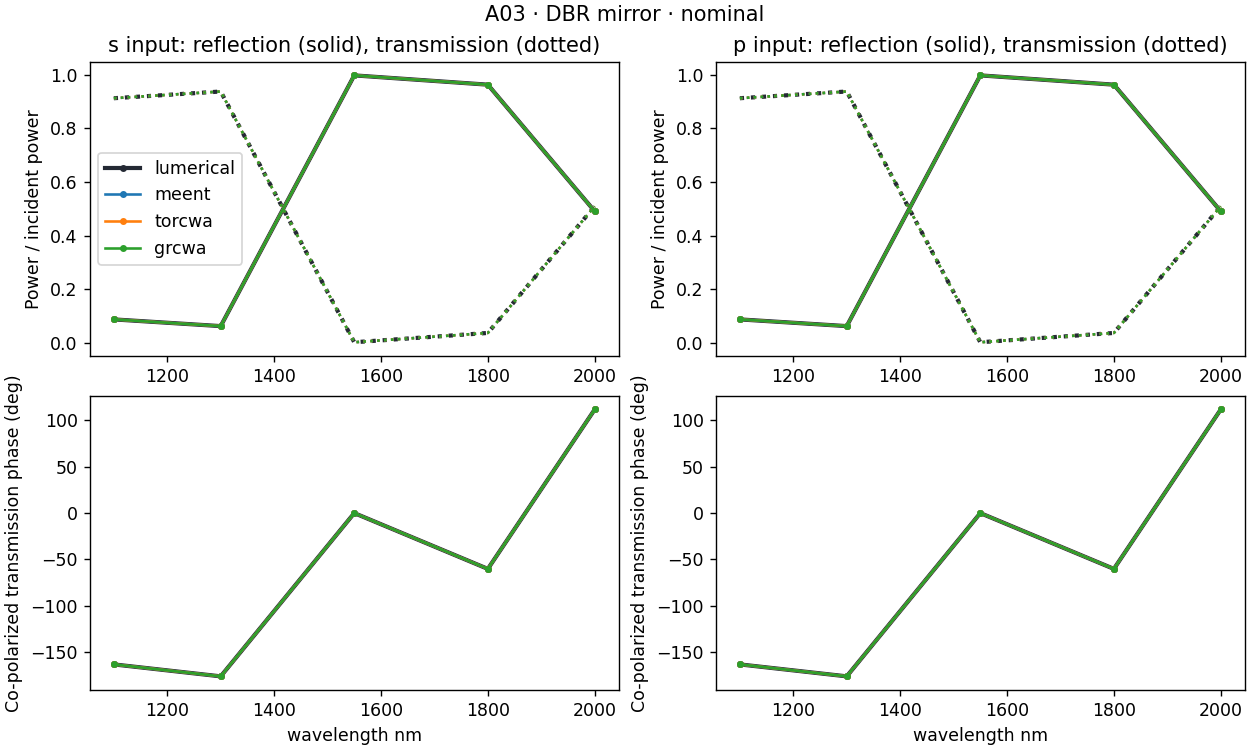 A03 · DBR mirror · nominal
s input: reflection (solid), transmission (dotted)
Power / incident power
1.0
0.8
0.6
0.4
0.2
0.0
lumerical
meent
torcwa
grcwa
1200 1400 1600 1800 2000
p input: reflection (solid), transmission (dotted)
Power / incident power
1.0
0.8
0.6
0.4
0.2
0.0
1200 1400 1600 1800 2000
Co-polarized transmission phase (deg)
100
50
0
−50
−100
−150
1200 1400 1600 1800 2000
wavelength nm
Co-polarized transmission phase (deg)
100
50
0
−50
−100
−150
1200 1400 1600 1800 2000
wavelength nm